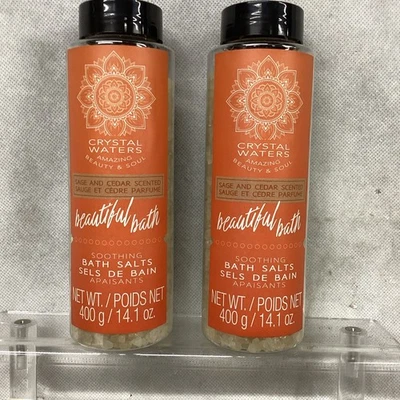 CRYSTAL
WATERS
AMAZING
BEAUTY & SOUL
SAGE AND CEDAR SCENTED
SAUGE ET CÈDRE PARFUMÉ
beautiful bath
SOOTHING
BATH SALTS
SELS DE BAIN
APAISANTS
NET WT. / POIDS NET
400 g / 14.1 oz.
CRYSTAL
WATERS
AMAZING
BEAUTY & SOUL
SAGE AND CEDAR SCENTED
SAUGE ET CÈDRE PARFUMÉ
beautiful bath
SOOTHING
BATH SALTS
SELS DE BAIN
APAISANTS
NET WT. / POIDS NET
400 g / 14.1 oz.